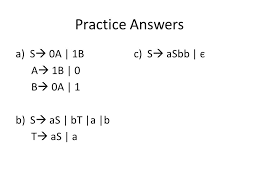 Practice Answers
a) S→ 0A | 1B
A→ 1B | 0
B→ 0A | 1
b) S→ aS | bT |a |b
T→ aS | a
c) S→ aSbb | ϵ